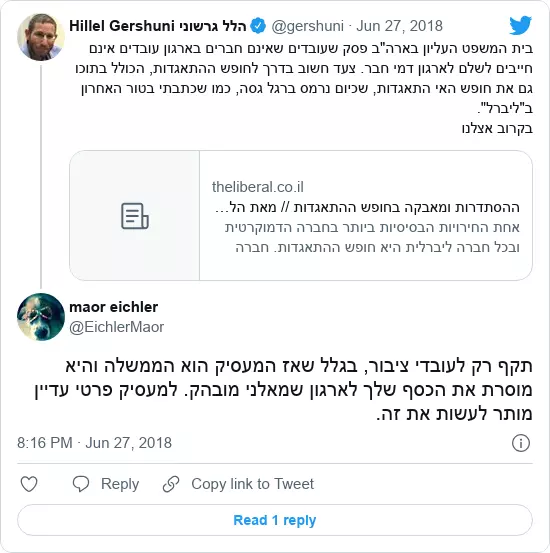 Hillel Gershuni הלל גרשוני @gershuni · Jun 27, 2018
בית המשפט העליון בארה"ב פסק שעובדים שאינם חברים בארגון עובדים אינם
חייבים לשלם לארגון דמי חבר. צעד חשוב בדרך לחופש ההתאגדות, הכולל בתוכו
גם את חופש האי התאגדות, שכיום נרמס ברגל גסה, כמו שכתבתי בטור האחרון
ב"ליברל".
בקרוב אצלנו
theliberal.co.il
ההסתדרות ומאבקה בחופש ההתאגדות // מאת הל...
אחת החירויות הבסיסיות ביותר בחברה הדמוקרטית
ובכל חברה ליברלית היא חופש ההתאגדות. חברה
maor eichler
@EichlerMaor
תקף רק לעובדי ציבור, בגלל שאז המעסיק הוא הממשלה והיא
מוסרת את הכסף שלך לארגון שמאלני מובהק. למעסיק פרטי עדיין
מותר לעשות את זה.
8:16 PM · Jun 27, 2018
Reply
Copy link to Tweet
Read 1 reply